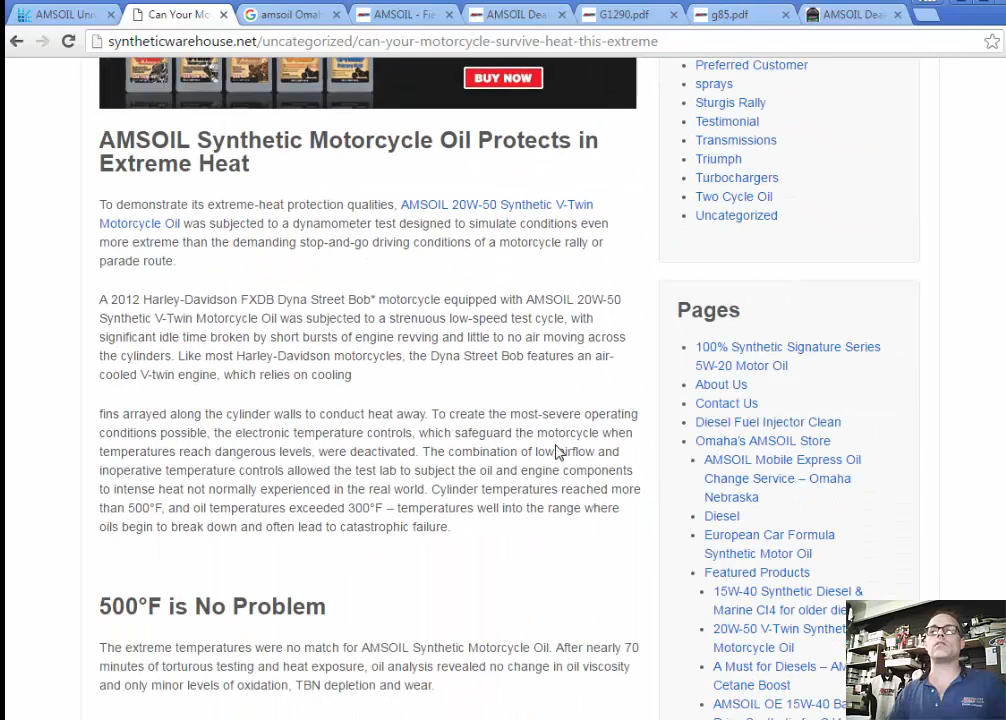 AMSOIL Uni
Can Your Mo
amsoil Omah
AMSOIL - Fie
AMSOIL Deal
G1290.pdf
g85.pdf
AMSOIL Deal
syntheticwarehouse.net/uncategorized/can-your-motorcycle-survive-heat-this-extreme
BUY NOW
AMSOIL Synthetic Motorcycle Oil Protects in
Extreme Heat
To demonstrate its extreme-heat protection qualities, AMSOIL 20W-50 Synthetic V-Twin
Motorcycle Oil was subjected to a dynamometer test designed to simulate conditions even
more extreme than the demanding stop-and-go driving conditions of a motorcycle rally or
parade route.
A 2012 Harley-Davidson FXDB Dyna Street Bob* motorcycle equipped with AMSOIL 20W-50
Synthetic V-Twin Motorcycle Oil was subjected to a strenuous low-speed test cycle, with
significant idle time broken by short bursts of engine revving and little to no air moving across
the cylinders. Like most Harley-Davidson motorcycles, the Dyna Street Bob features an air-
cooled V-twin engine, which relies on cooling
fins arrayed along the cylinder walls to conduct heat away. To create the most-severe operating
conditions possible, the electronic temperature controls, which safeguard the motorcycle when
temperatures reach dangerous levels, were deactivated. The combination of low airflow and
inoperative temperature controls allowed the test lab to subject the oil and engine components
to intense heat not normally experienced in the real world. Cylinder temperatures reached more
than 500°F, and oil temperatures exceeded 300°F – temperatures well into the range where
oils begin to break down and often lead to catastrophic failure.
500°F is No Problem
The extreme temperatures were no match for AMSOIL Synthetic Motorcycle Oil. After nearly 70
minutes of torturous testing and heat exposure, oil analysis revealed no change in oil viscosity
and only minor levels of oxidation, TBN depletion and wear.
Preferred Customer
sprays
Sturgis Rally
Testimonial
Transmissions
Triumph
Turbochargers
Two Cycle Oil
Uncategorized
Pages
100% Synthetic Signature Series
5W-20 Motor Oil
About Us
Contact Us
Diesel Fuel Injector Clean
Omaha's AMSOIL Store
AMSOIL Mobile Express Oil
Change Service – Omaha
Nebraska
Diesel
European Car Formula
Synthetic Motor Oil
Featured Products
15W-40 Synthetic Diesel &
Marine CI4 for older die
20W-50 V-Twin Synthet
Motorcycle Oil
A Must for Diesels – AM
Cetane Boost
AMSOIL OE 15W-40 Ba